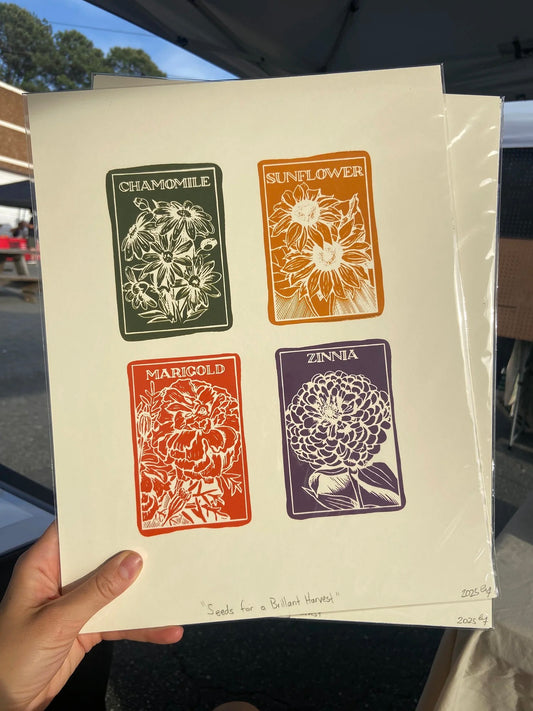 CHAMOMILE
SUNFLOWER
MARIGOLD
ZINNIA
"Seeds for a Brillant Harvest"
2025
2025